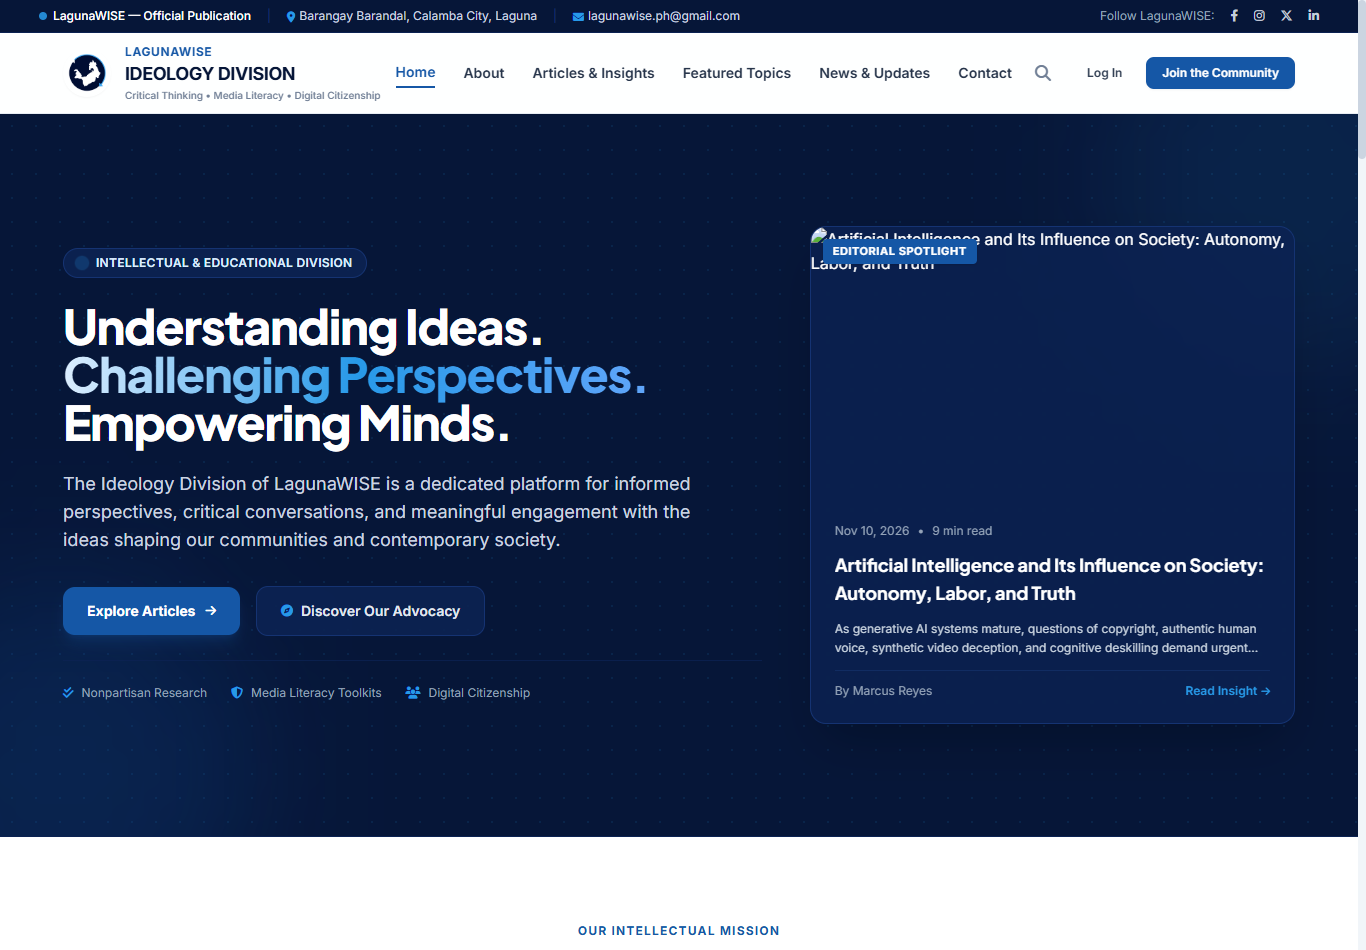 LagunaWISE — Official Publication
Barangay Barandal, Calamba City, Laguna
lagunawise.ph@gmail.com
Follow LagunaWISE:
LAGUNAWISE
IDEOLOGY DIVISION
Critical Thinking • Media Literacy • Digital Citizenship
Home
About
Articles & Insights
Featured Topics
News & Updates
Contact
Log In
Join the Community
INTELLECTUAL & EDUCATIONAL DIVISION
Understanding Ideas.
Challenging Perspectives.
Empowering Minds.
The Ideology Division of LagunaWISE is a dedicated platform for informed
perspectives, critical conversations, and meaningful engagement with the
ideas shaping our communities and contemporary society.
Explore Articles →
Discover Our Advocacy
Nonpartisan Research
Media Literacy Toolkits
Digital Citizenship
Artificial Intelligence and Its Influence on Society: Autonomy,
Labor, and Truth
EDITORIAL SPOTLIGHT
Nov 10, 2026 • 9 min read
Artificial Intelligence and Its Influence on Society:
Autonomy, Labor, and Truth
As generative AI systems mature, questions of copyright, authentic human
voice, synthetic video deception, and cognitive deskilling demand urgent...
By Marcus Reyes
Read Insight →
OUR INTELLECTUAL MISSION